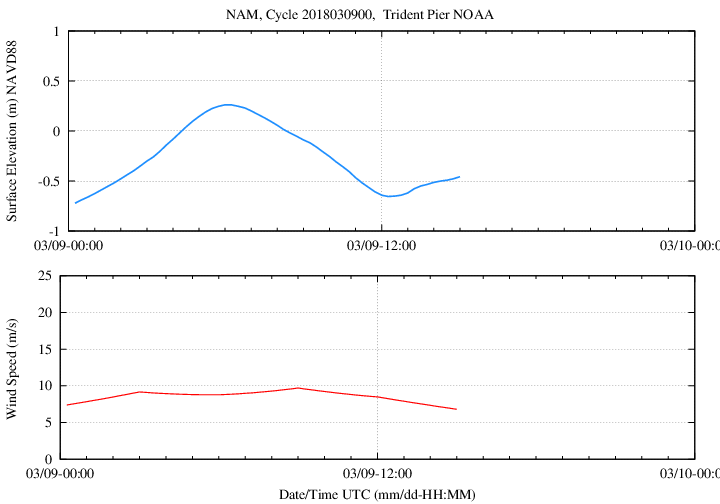 NAM, Cycle 2018030900,  Trident Pier NOAA
Surface Elevation (m) NAVD88
1
0.5
0
-0.5
-1
03/09-00:00 03/09-12:00 03/10-00:0
Wind Speed (m/s)
25
20
15
10
5
0
03/09-00:00 03/09-12:00 03/10-00:0
Date/Time UTC (mm/dd-HH:MM)